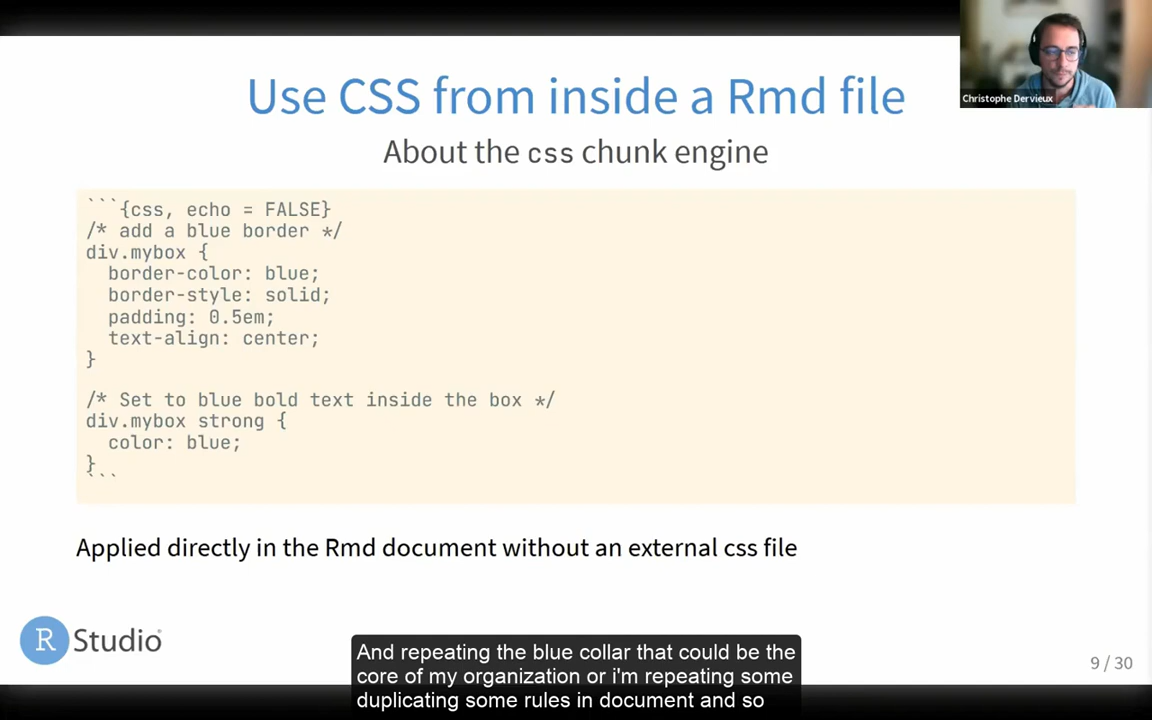 Use CSS from inside a Rmd file
Christophe Dervieux
About the css chunk engine
```{css, echo = FALSE}
/* add a blue border */
div.mybox {
  border-color: blue;
  border-style: solid;
  padding: 0.5em;
  text-align: center;
}
/* Set to blue bold text inside the box */
div.mybox strong {
  color: blue;
}
```
Applied directly in the Rmd document without an external css file
R Studio
And repeating the blue collar that could be the
core of my organization or i'm repeating some
duplicating some rules in document and so
9 / 30